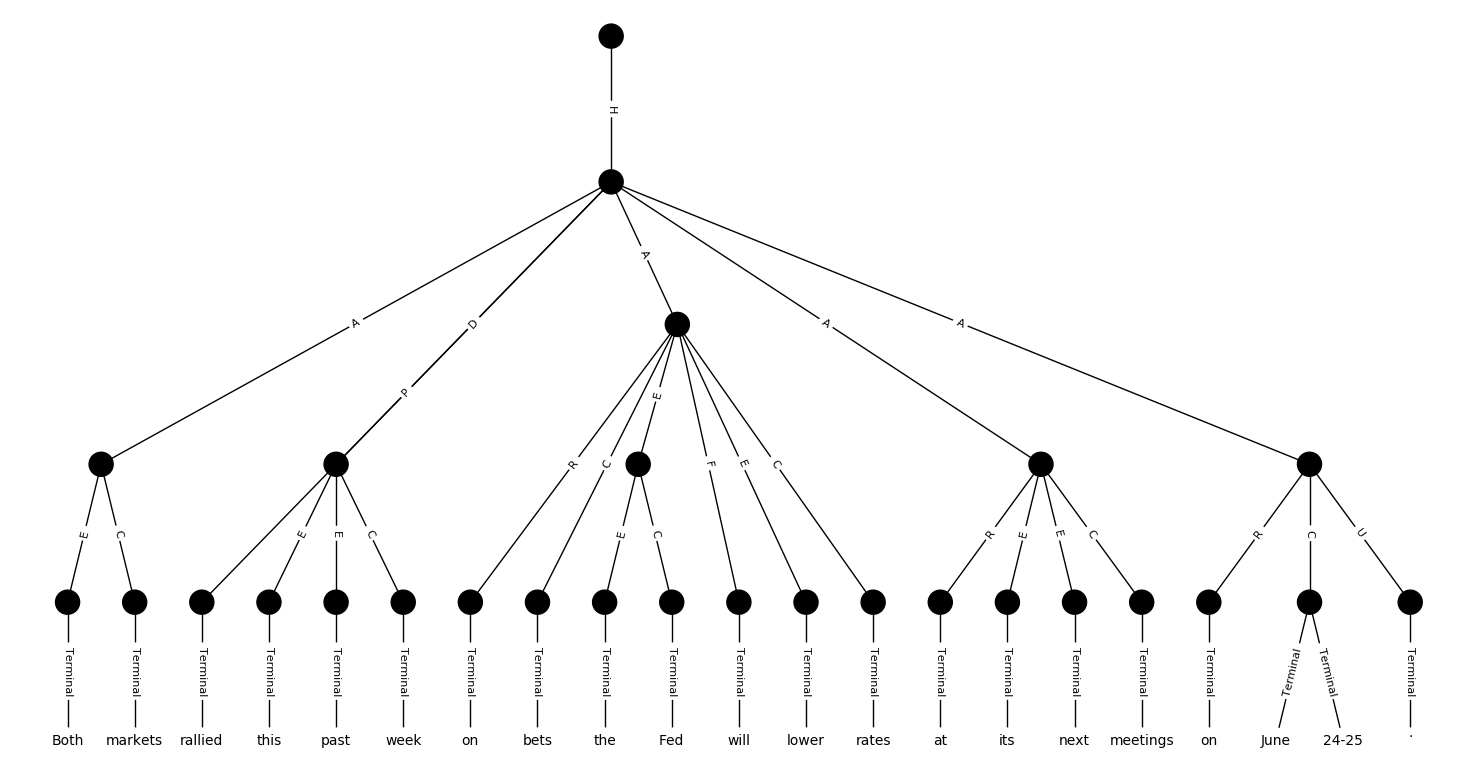 H
A
A
D
A
A
P
E
R
C
F
E
C
E
C
E
E
C
E
C
R
E
E
C
R
C
U
Terminal Terminal Terminal Terminal Terminal Terminal Terminal Terminal Terminal Terminal Terminal Terminal Terminal Terminal Terminal Terminal Terminal Terminal Terminal Terminal Terminal
Both markets rallied this past week on bets the Fed will lower rates at its next meetings on June 24-25 .